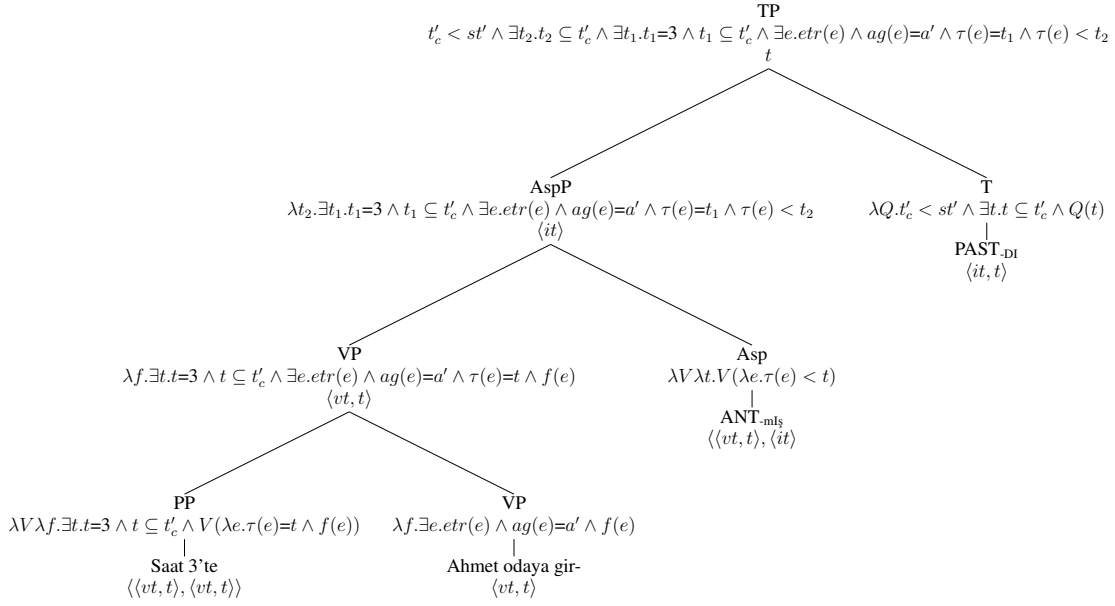 TP
t′c < st′ ∧ ∃t2.t2 ⊆ t′c ∧ ∃t1.t1=3 ∧ t1 ⊆ t′c ∧ ∃e.etr(e) ∧ ag(e)=a′ ∧ τ(e)=t1 ∧ τ(e) < t2
t
AspP
λt2.∃t1.t1=3 ∧ t1 ⊆ t′c ∧ ∃e.etr(e) ∧ ag(e)=a′ ∧ τ(e)=t1 ∧ τ(e) < t2
⟨it⟩
T
λQ.t′c < st′ ∧ ∃t.t ⊆ t′c ∧ Q(t)
PAST-DI
⟨it, t⟩
VP
λf.∃t.t=3 ∧ t ⊆ t′c ∧ ∃e.etr(e) ∧ ag(e)=a′ ∧ τ(e)=t ∧ f(e)
⟨vt, t⟩
Asp
λVλt.V(λe.τ(e) < t)
ANT-mIş
⟨⟨vt, t⟩, ⟨it⟩
PP
λVλf.∃t.t=3 ∧ t ⊆ t′c ∧ V(λe.τ(e)=t ∧ f(e))
Saat 3'te
⟨⟨vt, t⟩, ⟨vt, t⟩⟩
VP
λf.∃e.etr(e) ∧ ag(e)=a′ ∧ f(e)
Ahmet odaya gir-
⟨vt, t⟩